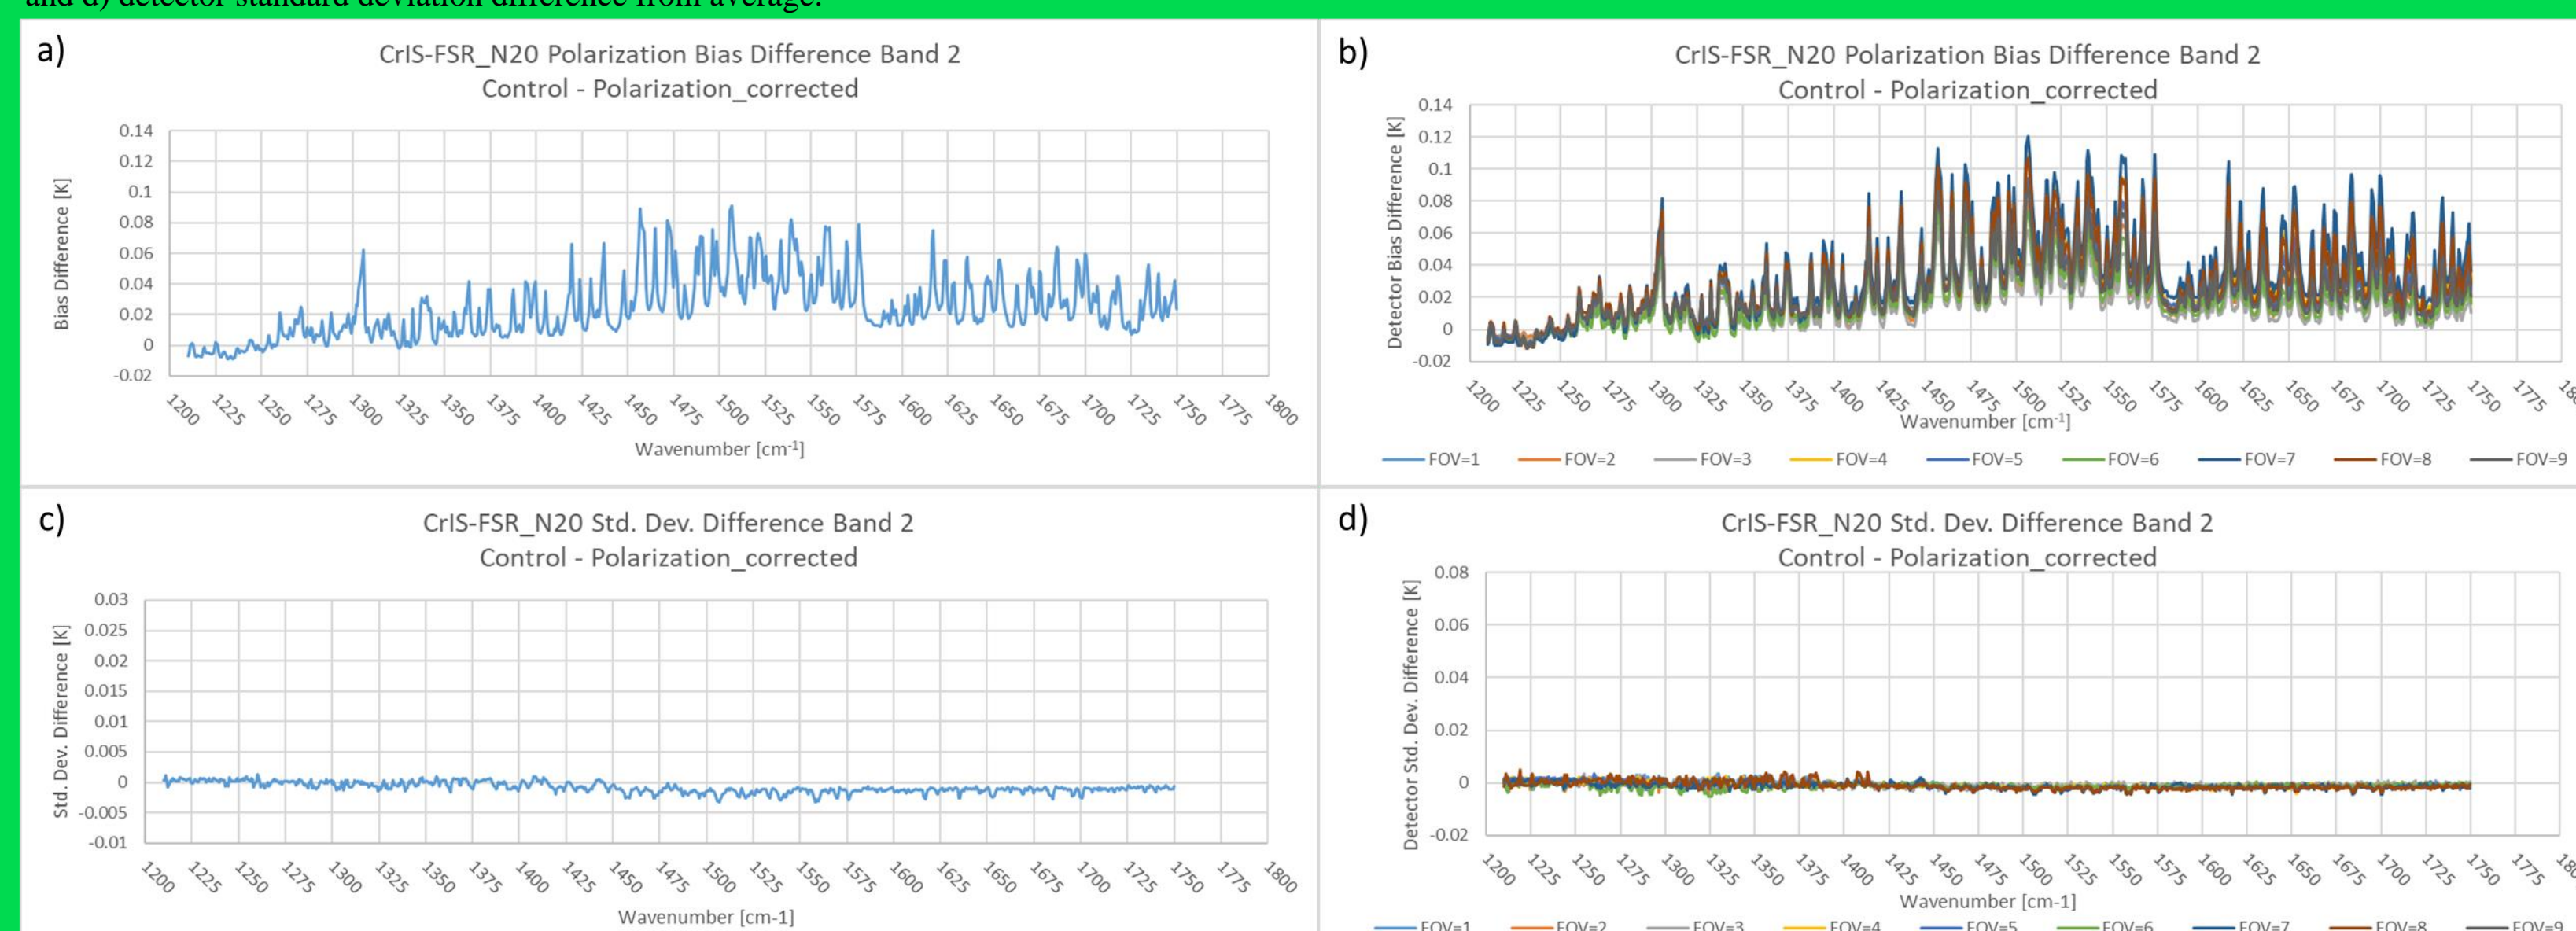 and d) detector standard deviation difference from average.
a)
CrIS-FSR_N20 Polarization Bias Difference Band 2
Control - Polarization_corrected
Bias Difference [K]
0.14
0.12
0.1
0.08
0.06
0.04
0.02
0
-0.02
1200 1225 1250 1275 1300 1325 1350 1375 1400 1425 1450 1475 1500 1525 1550 1575 1600 1625 1650 1675 1700 1725 1750 1775 1800
Wavenumber [cm-1]
b)
CrIS-FSR_N20 Polarization Bias Difference Band 2
Control - Polarization_corrected
Detector Bias Difference [K]
0.14
0.12
0.1
0.08
0.06
0.04
0.02
0
-0.02
1200 1225 1250 1275 1300 1325 1350 1375 1400 1425 1450 1475 1500 1525 1550 1575 1600 1625 1650 1675 1700 1725 1750 1775
Wavenumber [cm-1]
FOV=1 FOV=2 FOV=3 FOV=4 FOV=5 FOV=6 FOV=7 FOV=8 FOV=9
c)
CrIS-FSR_N20 Std. Dev. Difference Band 2
Control - Polarization_corrected
Std. Dev. Difference [K]
0.03
0.025
0.02
0.015
0.01
0.005
0
-0.005
-0.01
1200 1225 1250 1275 1300 1325 1350 1375 1400 1425 1450 1475 1500 1525 1550 1575 1600 1625 1650 1675 1700 1725 1750 1775 1800
Wavenumber [cm-1]
d)
CrIS-FSR_N20 Std. Dev. Difference Band 2
Control - Polarization_corrected
Detector Std. Dev. Difference [K]
0.08
0.06
0.04
0.02
0
-0.02
1200 1225 1250 1275 1300 1325 1350 1375 1400 1425 1450 1475 1500 1525 1550 1575 1600 1625 1650 1675 1700 1725 1750 1775
Wavenumber [cm-1]
FOV=1 FOV=2 FOV=3 FOV=4 FOV=5 FOV=6 FOV=7 FOV=8 FOV=9